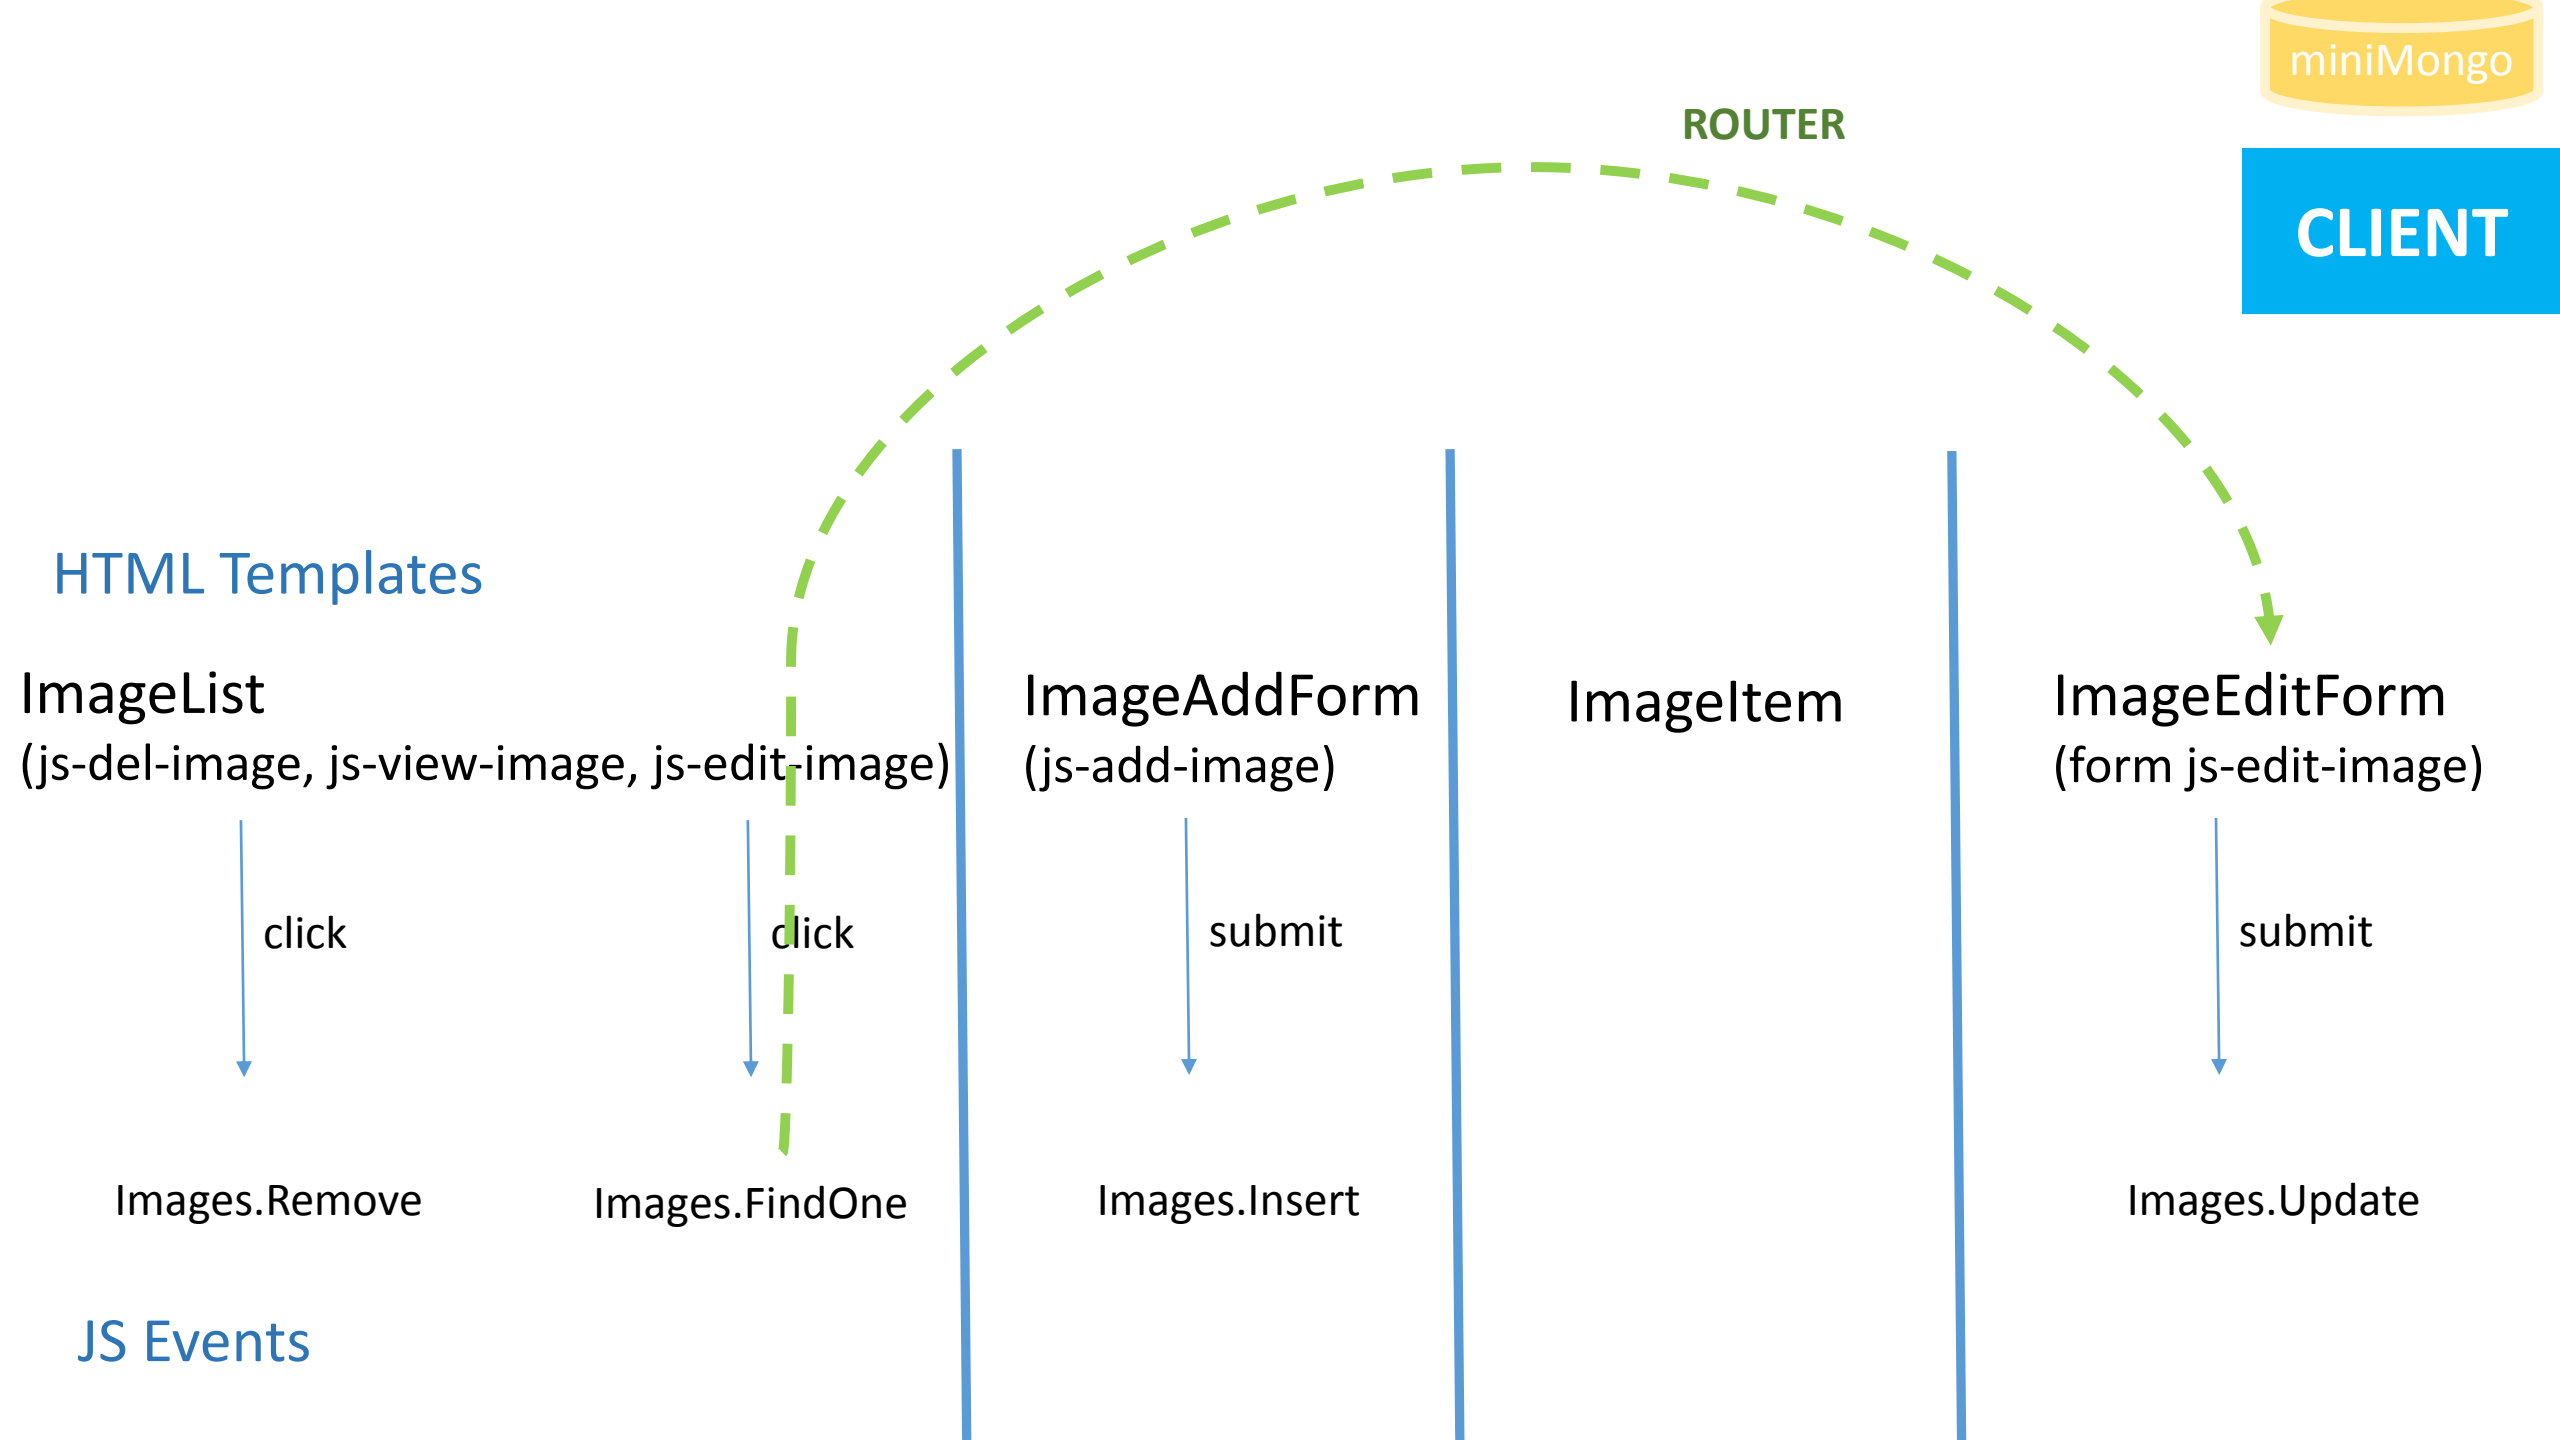 miniMongo
ROUTER
CLIENT
HTML Templates
ImageList
(js-del-image, js-view-image, js-edit-image)
ImageAddForm
(js-add-image)
ImageItem
ImageEditForm
(form js-edit-image)
click
click
submit
submit
Images.Remove
Images.FindOne
Images.Insert
Images.Update
JS Events